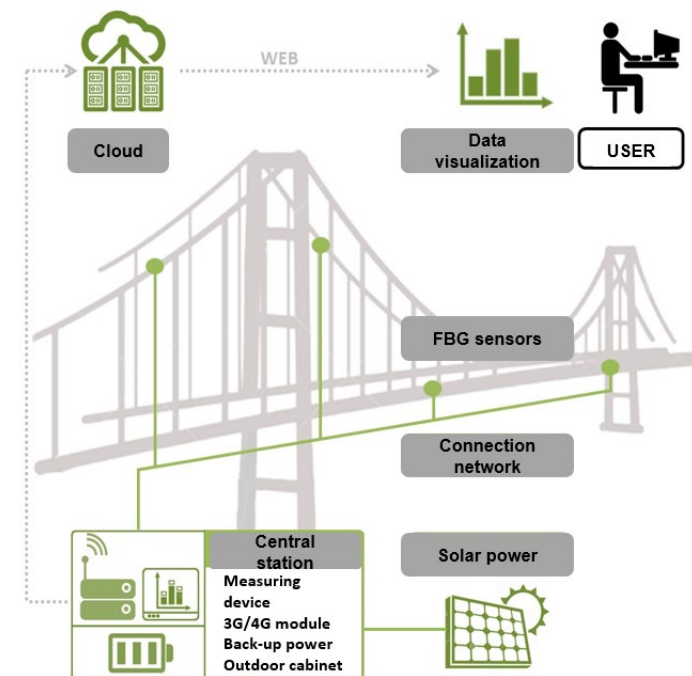 WEB
Cloud
Data
visualization
USER
FBG sensors
Connection
network
Central
station
Measuring
device
3G/4G module
Back-up power
Outdoor cabinet
Solar power